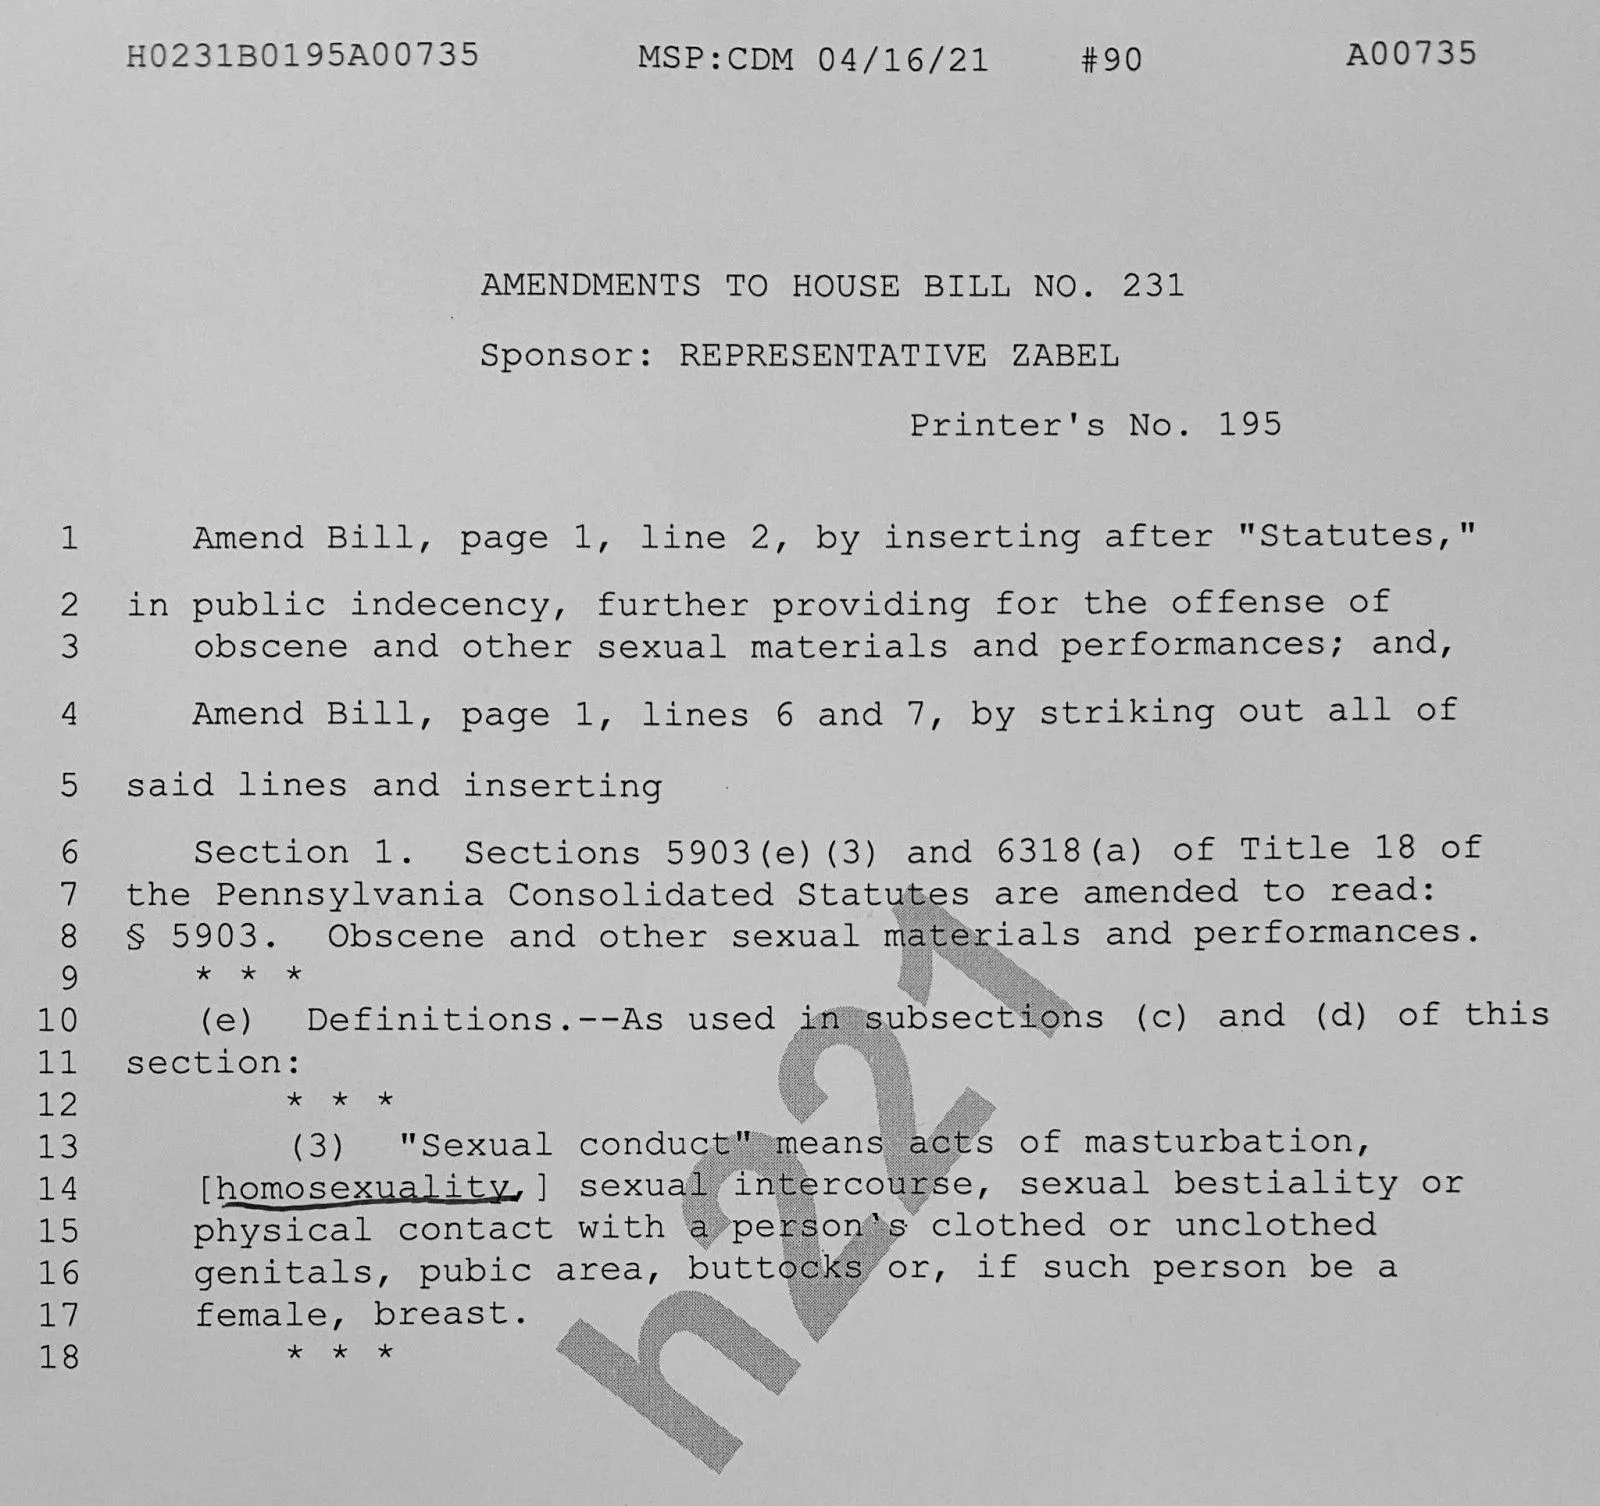 H0231B0195A00735 MSP:CDM 04/16/21 #90 A00735
AMENDMENTS TO HOUSE BILL NO. 231
Sponsor: REPRESENTATIVE ZABEL
Printer's No. 195
1 Amend Bill, page 1, line 2, by inserting after "Statutes,"
2 in public indecency, further providing for the offense of
3 obscene and other sexual materials and performances; and,
4 Amend Bill, page 1, lines 6 and 7, by striking out all of
5 said lines and inserting
6 Section 1. Sections 5903(e)(3) and 6318(a) of Title 18 of
7 the Pennsylvania Consolidated Statutes are amended to read:
8 § 5903. Obscene and other sexual materials and performances.
9 * * *
10 (e) Definitions.--As used in subsections (c) and (d) of this
11 section:
12 * * *
13 (3) "Sexual conduct" means acts of masturbation,
14 [homosexuality,] sexual intercourse, sexual bestiality or
15 physical contact with a person's clothed or unclothed
16 genitals, pubic area, buttocks or, if such person be a
17 female, breast.
18 * * *
h221